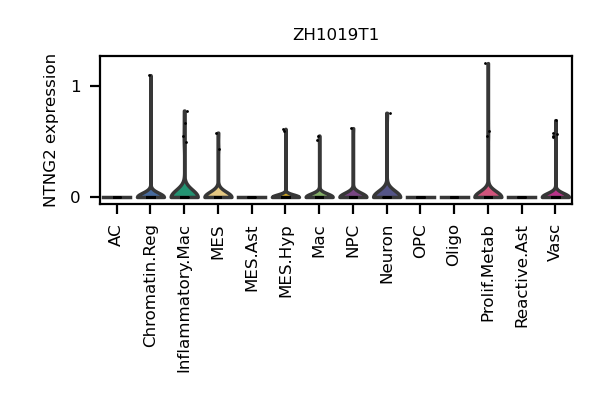 ZH1019T1
NTNG2 expression
1
0
AC
Chromatin.Reg
Inflammatory.Mac
MES
MES.Ast
MES.Hyp
Mac
NPC
Neuron
OPC
Oligo
Prolif.Metab
Reactive.Ast
Vasc